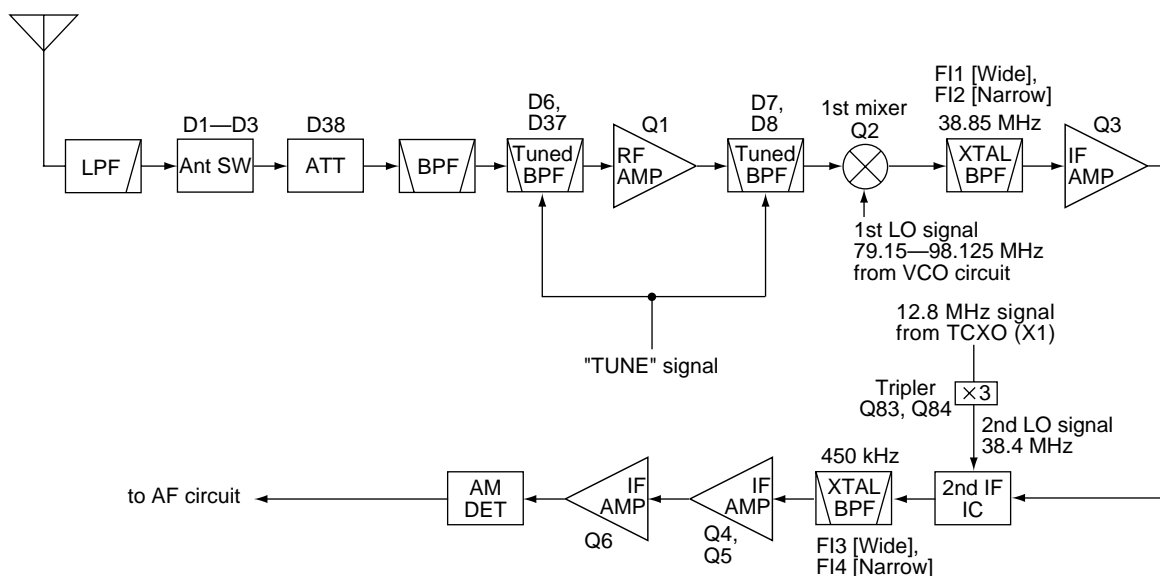 FI1 [Wide],
FI2 [Narrow]
38.85 MHz
D6,
D37
D7,
D8
1st mixer
Q2
D1—D3
D38
Q1
Q3
LPF
Ant SW
ATT
BPF
Tuned
BPF
RF
AMP
Tuned
BPF
XTAL
BPF
IF
AMP
1st LO signal
79.15—98.125 MHz
from VCO circuit
12.8 MHz signal
from TCXO (X1)
"TUNE" signal
Tripler
Q83, Q84
×3
2nd LO signal
38.4 MHz
450 kHz
to AF circuit
AM
DET
IF
AMP
Q6
IF
AMP
Q4,
Q5
XTAL
BPF
2nd IF
IC
FI3 [Wide],
FI4 [Narrow]